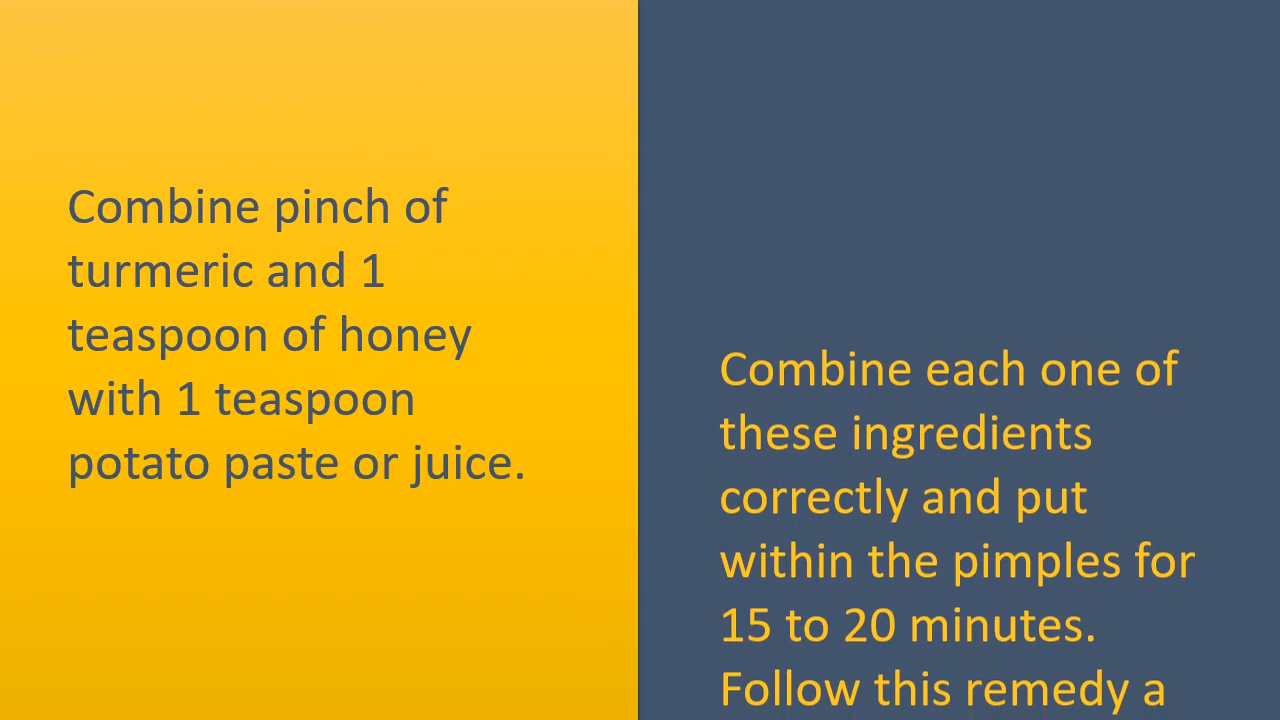 Combine pinch of
turmeric and 1
teaspoon of honey
with 1 teaspoon
potato paste or juice.
Combine each one of
these ingredients
correctly and put
within the pimples for
15 to 20 minutes.
Follow this remedy a